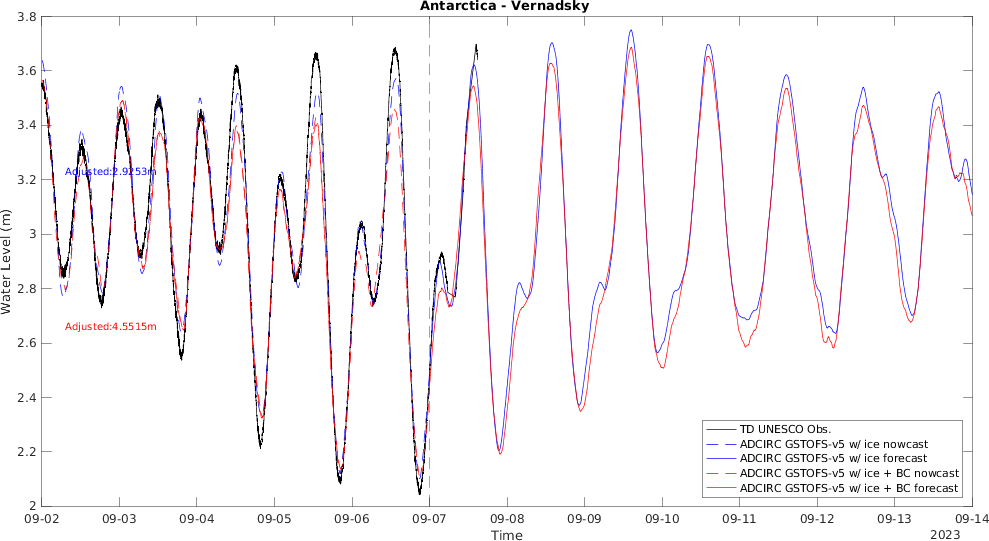 Antarctica - Vernadsky
3.8
3.6
3.4
3.2
3
2.8
2.6
2.4
2.2
2
Water Level (m)
Adjusted:2.9253m
Adjusted:4.5515m
TD UNESCO Obs.
ADCIRC GSTOFS-v5 w/ ice nowcast
ADCIRC GSTOFS-v5 w/ ice forecast
ADCIRC GSTOFS-v5 w/ ice + BC nowcast
ADCIRC GSTOFS-v5 w/ ice + BC forecast
09-02 09-03 09-04 09-05 09-06 09-07 09-08 09-09 09-10 09-11 09-12 09-13 09-14
Time
2023